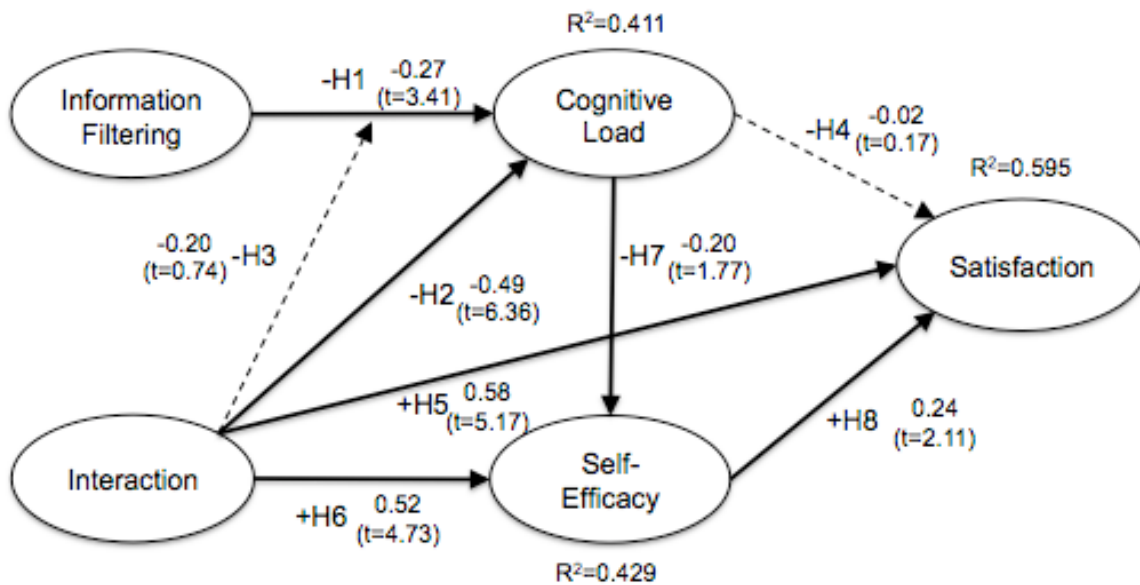 R²=0.411
-H1 -0.27
(t=3.41)
Information
Filtering
Cognitive
Load
-H4 -0.02
(t=0.17)
R²=0.595
-0.20
(t=0.74) -H3
-H7 -0.20
(t=1.77)
Satisfaction
-H2 -0.49
(t=6.36)
+H5 0.58
(t=5.17)
+H8 0.24
(t=2.11)
Interaction
Self-
Efficacy
+H6 0.52
(t=4.73)
R²=0.429